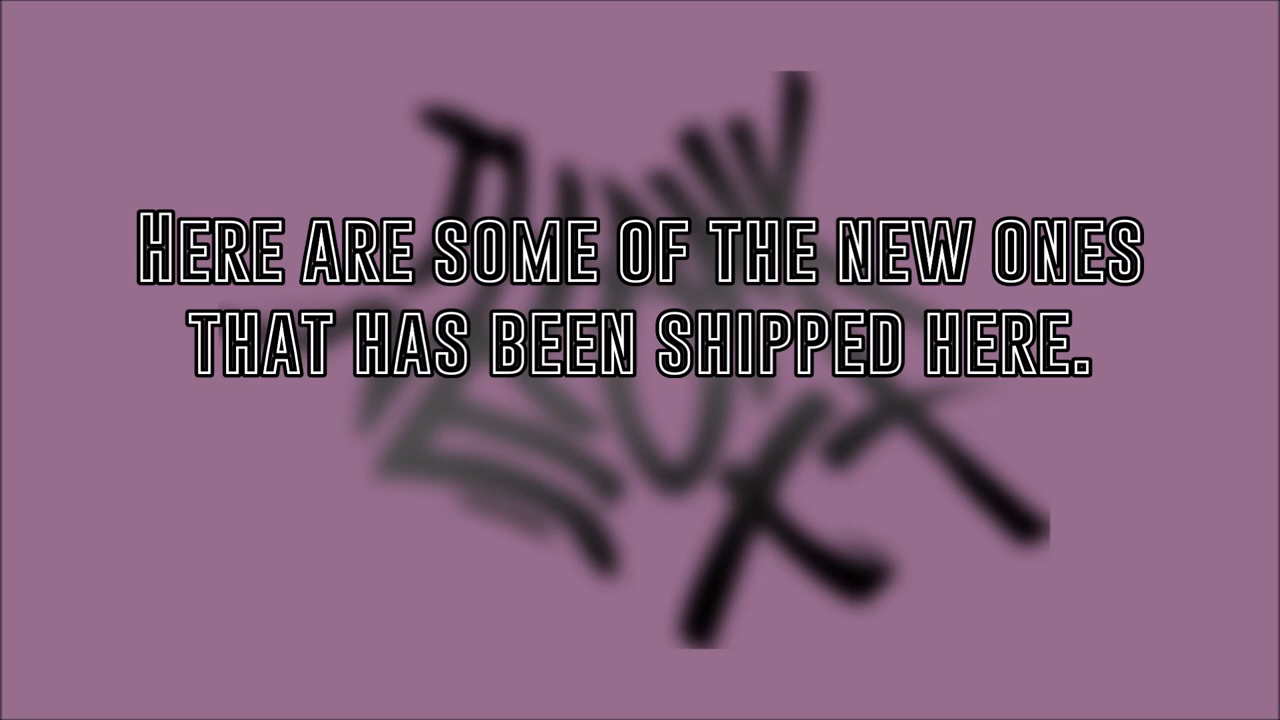 Here are some of the new ones
that has been shipped here.